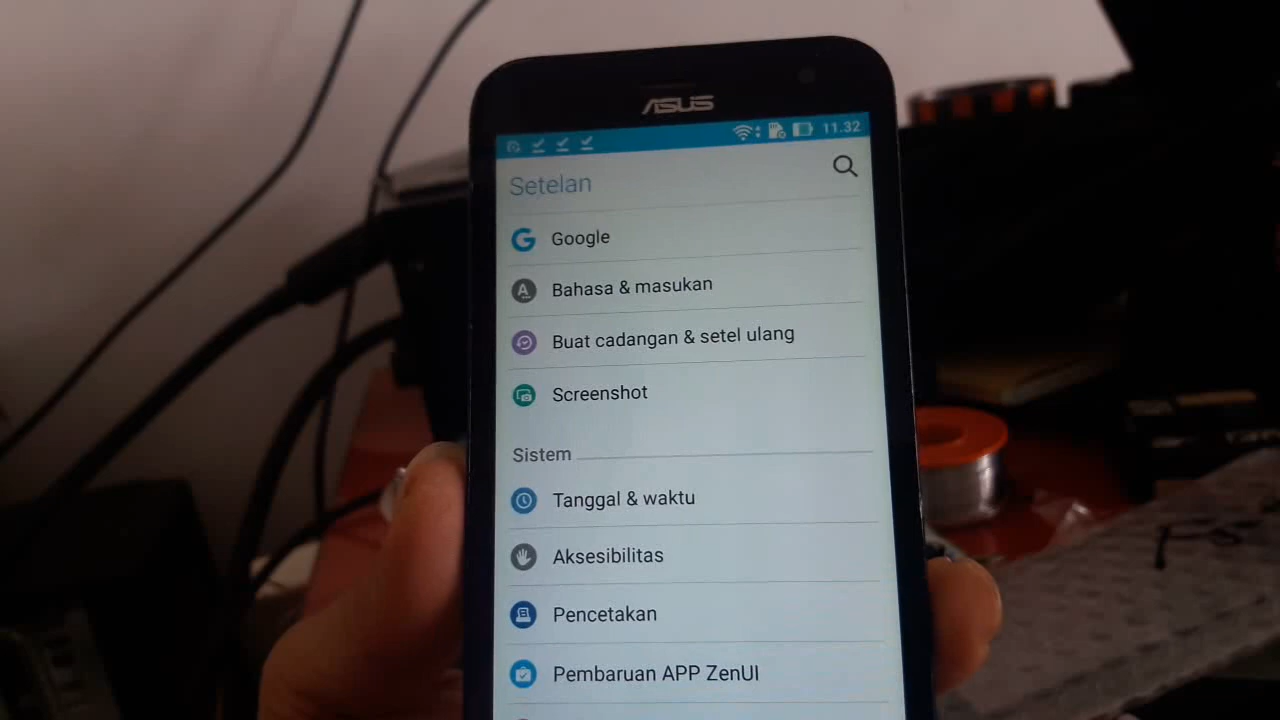 ASUS
11.32
Setelan
Google
Bahasa & masukan
Buat cadangan & setel ulang
Screenshot
Sistem
Tanggal & waktu
Aksesibilitas
Pencetakan
Pembaruan APP ZenUI